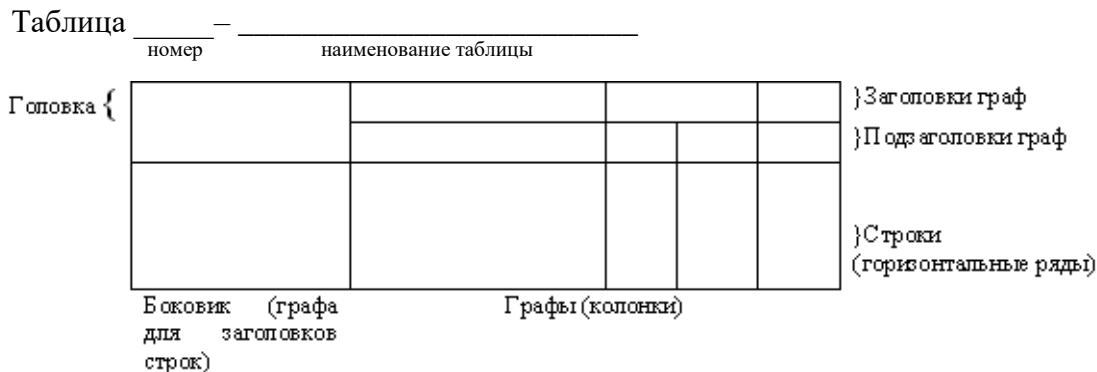 Таблица _____– _________________________
номер наименование таблицы
Головка { }Заголовки граф
}Подзаголовки граф
}Строки
(горизонтальные ряды)
Боковик (графа Графы (колонки)
для заголовков
строк)